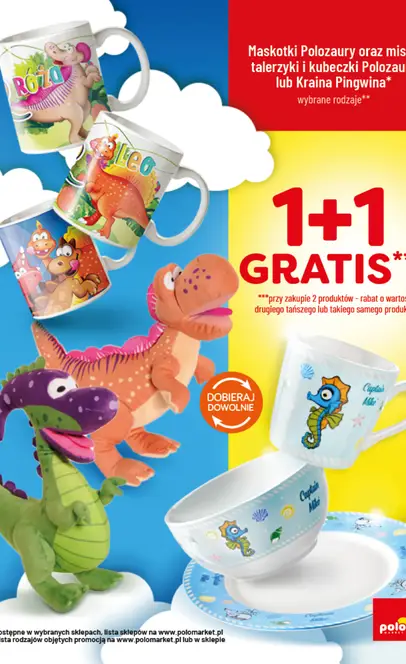 Maskotki Polozaury oraz mis
talerzyki i kubeczki Polozau
lub Kraina Pingwina*
wybrane rodzaje**
RÓZA
LEO
1+1
GRATIS**
***przy zakupie 2 produktów - rabat o wartoś
drugiego tańszego lub takiego samego produk
DOBIERAJ
DOWOLNIE
Captain
Mike
Captain
Mike
ostępne w wybranych sklepach, lista sklepów na www.polomarket.pl
ista rodzajów objętych promocją na www.polomarket.pl lub w sklepie
polo
MARKET